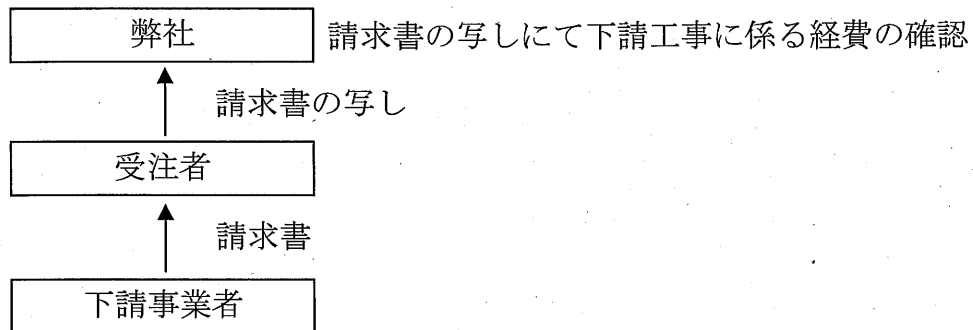 弊社
請求書の写しにて下請工事に係る経費の確認
請求書の写し
受注者
請求書
下請事業者